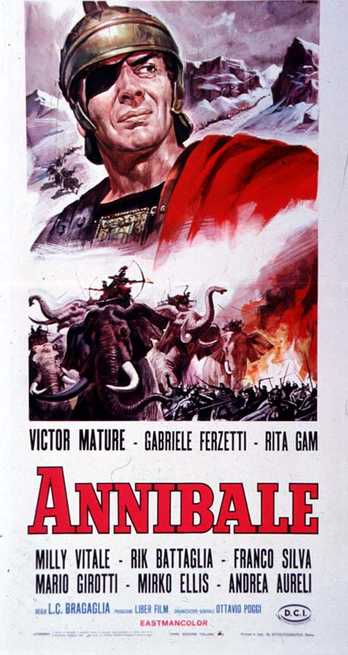 VICTOR MATURE - GABRIELE FERZETTI - RITA GAM
ANNIBALE
MILLY VITALE - RIK BATTAGLIA - FRANCO SILVA
MARIO GIROTTI - MIRKO ELLIS - ANDREA AURELI
REGIA L.C. BRAGAGLIA PRODUZIONE LIBER FILM ORGANIZZATORE GENERALE OTTAVIO POGGI
D.C.I.
EASTMANCOLOR